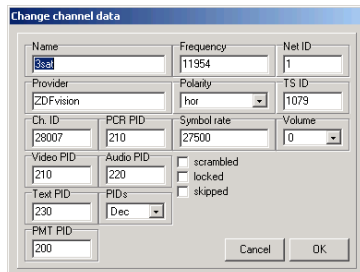 Change channel data
Name Frequency Net ID
3sat 11954 1
Provider Polarity TS ID
ZDFvision hor 1079
Ch. ID PCR PID Symbol rate Volume
28007 210 27500 0
Video PID Audio PID scrambled
210 220 locked
skipped
Text PID PIDs
230 Dec
PMT PID
200 Cancel OK